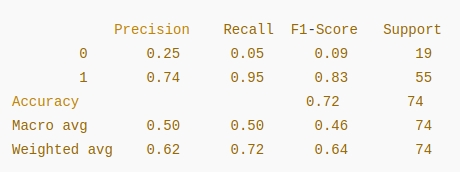 Precision Recall F1-Score Support
0 0.25 0.05 0.09 19
1 0.74 0.95 0.83 55
Accuracy 0.72 74
Macro avg 0.50 0.50 0.46 74
Weighted avg 0.62 0.72 0.64 74